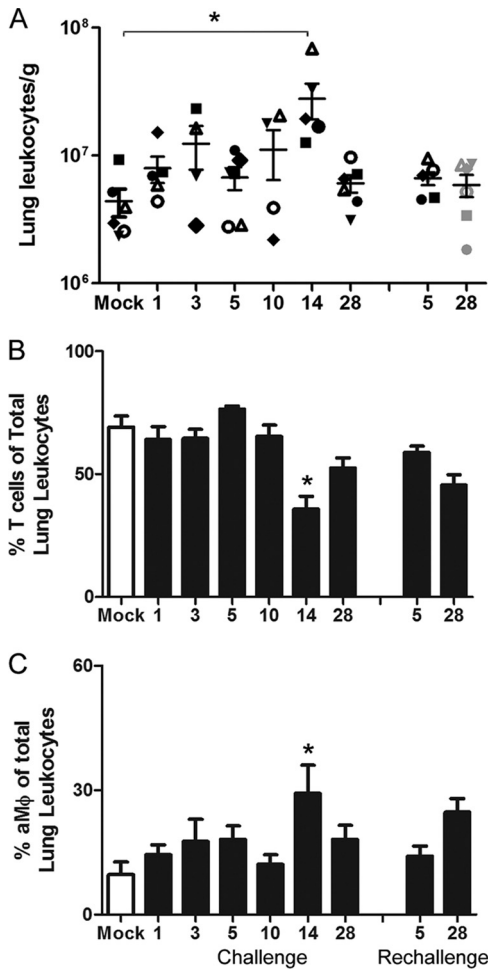 A
Lung leukocytes/g
10⁸
10⁷
10⁶
*
Mock 1 3 5 10 14 28 5 28
B
% T cells of Total
Lung Leukocytes
100
50
0
*
Mock 1 3 5 10 14 28 5 28
C
% aMϕ of total
Lung Leukocytes
60
30
0
*
Mock 1 3 5 10 14 28 5 28
Challenge Rechallenge